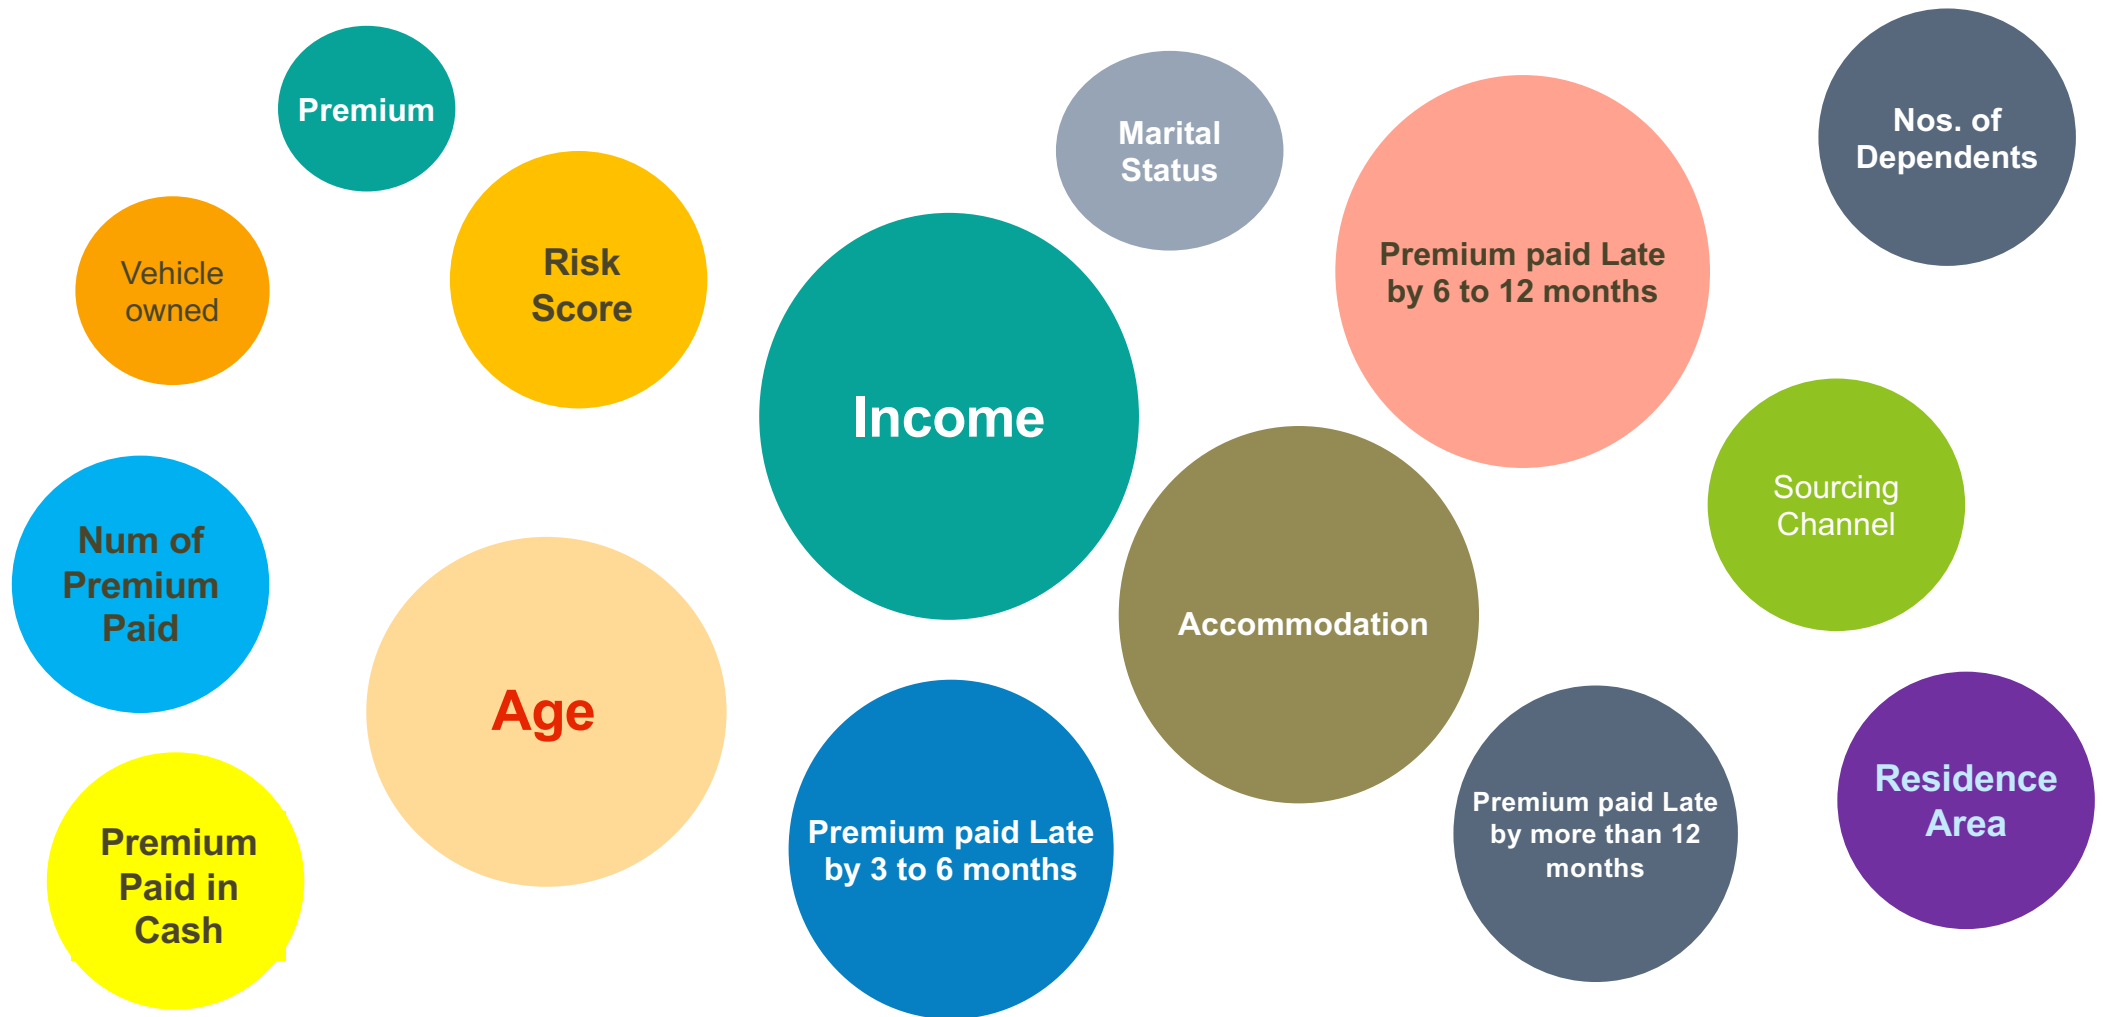 Premium
Marital
Status
Nos. of
Dependents
Vehicle
owned
Risk
Score
Premium paid Late
by 6 to 12 months
Income
Sourcing
Channel
Num of
Premium
Paid
Accommodation
Age
Premium
Paid in
Cash
Premium paid Late
by 3 to 6 months
Premium paid Late
by more than 12
months
Residence
Area